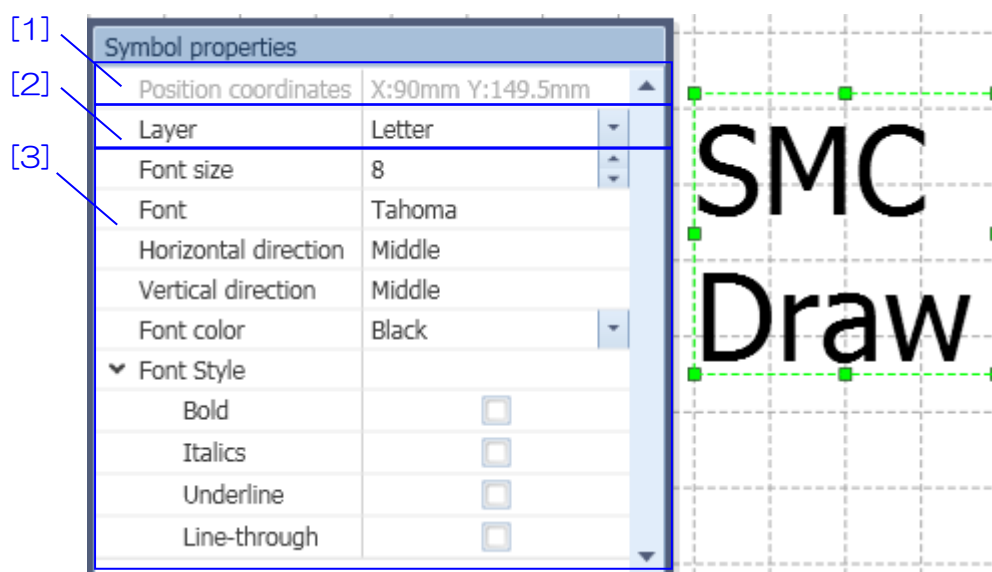 [1]
[2]
[3]
Symbol properties
Position coordinates X:90mm Y:149.5mm
Layer Letter
Font size 8
Font Tahoma
Horizontal direction Middle
Vertical direction Middle
Font color Black
Font Style
Bold
Italics
Underline
Line-through
SMC
Draw